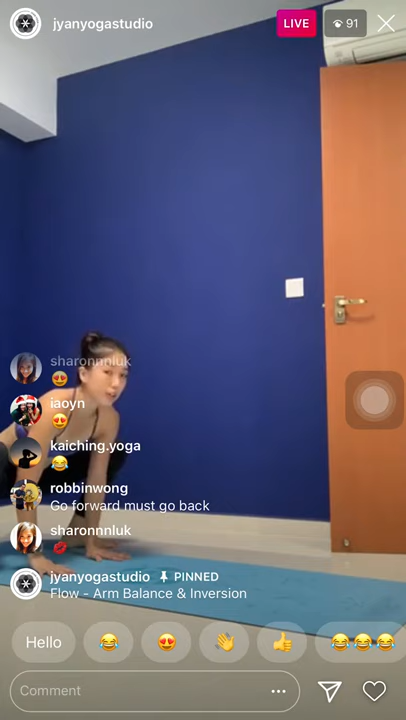 jyanyogastudio
LIVE
91
sharonnnluk
😍
iaoyn
😍
kaiching.yoga
😂
robbinwong
Go forward must go back
sharonnnluk
💋
jyanyogastudio PINNED
Flow - Arm Balance & Inversion
Hello 😂 😍 👋 👍 😂😂😂
Comment